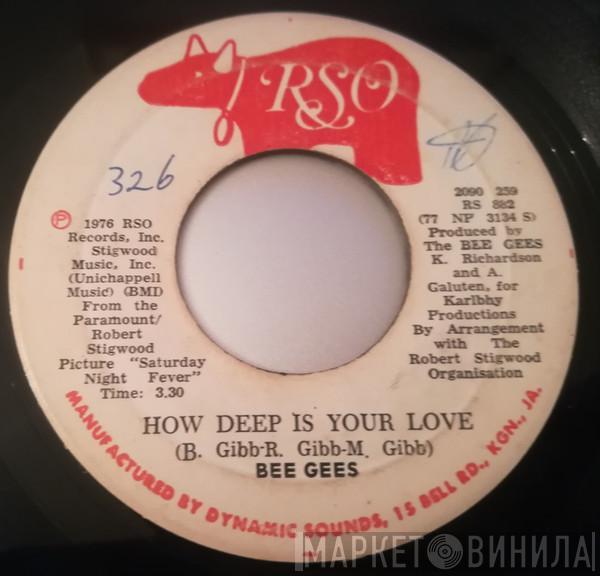 RSO
326
℗ 1976 RSO
Records, Inc.
Stigwood
Music, Inc.
(Unichappell
Music) (BMI)
From the
Paramount/
Robert
Stigwood
Picture "Saturday
Night Fever"
Time: 3.30
2090 259
RS 882
(77 NP 3134 S)
Produced by
The BEE GEES
K. Richardson
and A.
Galuten, for
Karlbhy
Productions
By Arrangement
with The
Robert Stigwood
Organisation
HOW DEEP IS YOUR LOVE
(B. Gibb-R. Gibb-M. Gibb)
BEE GEES
MANUFACTURED BY DYNAMIC SOUNDS, 15 BELL RD., KGN., JA.
МАРКЕТ ВИНИЛА